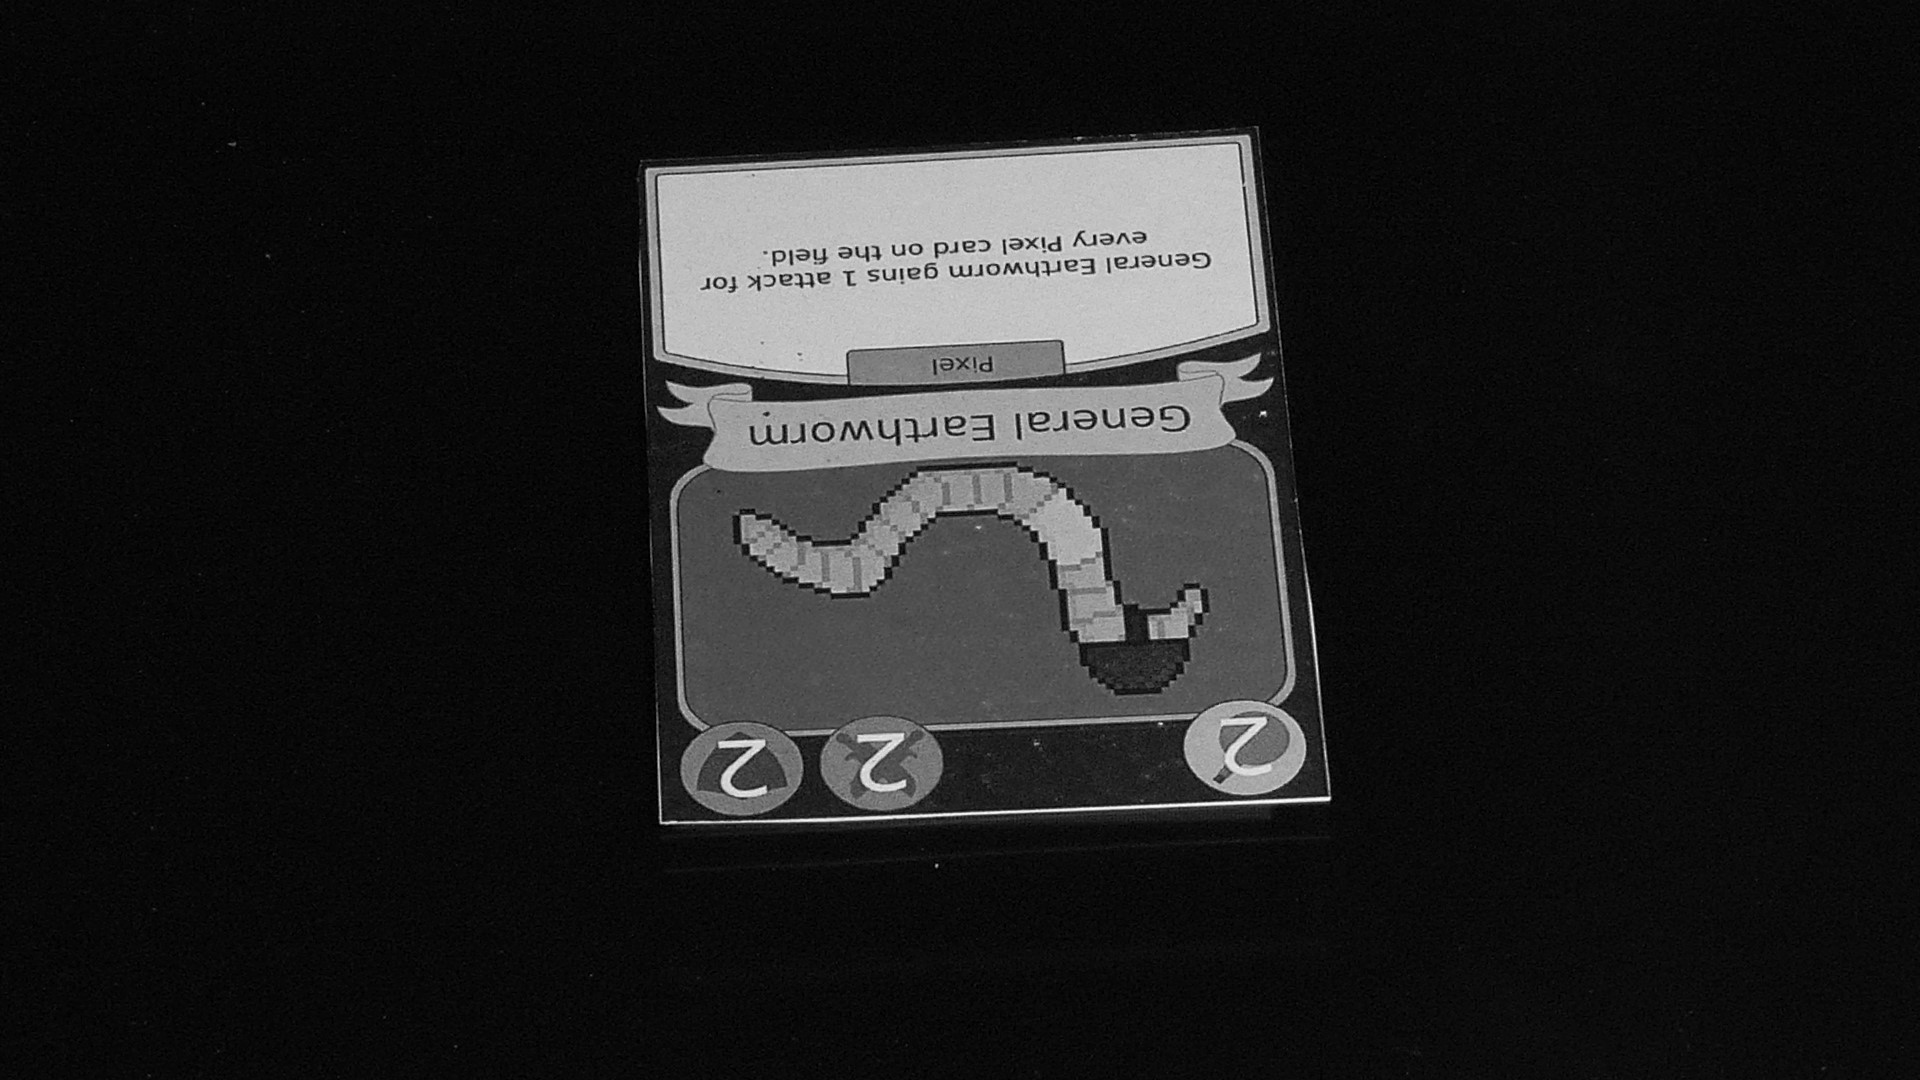 2 2 2
General Earthworm
Pixel
General Earthworm gains 1 attack for
every Pixel card on the field.